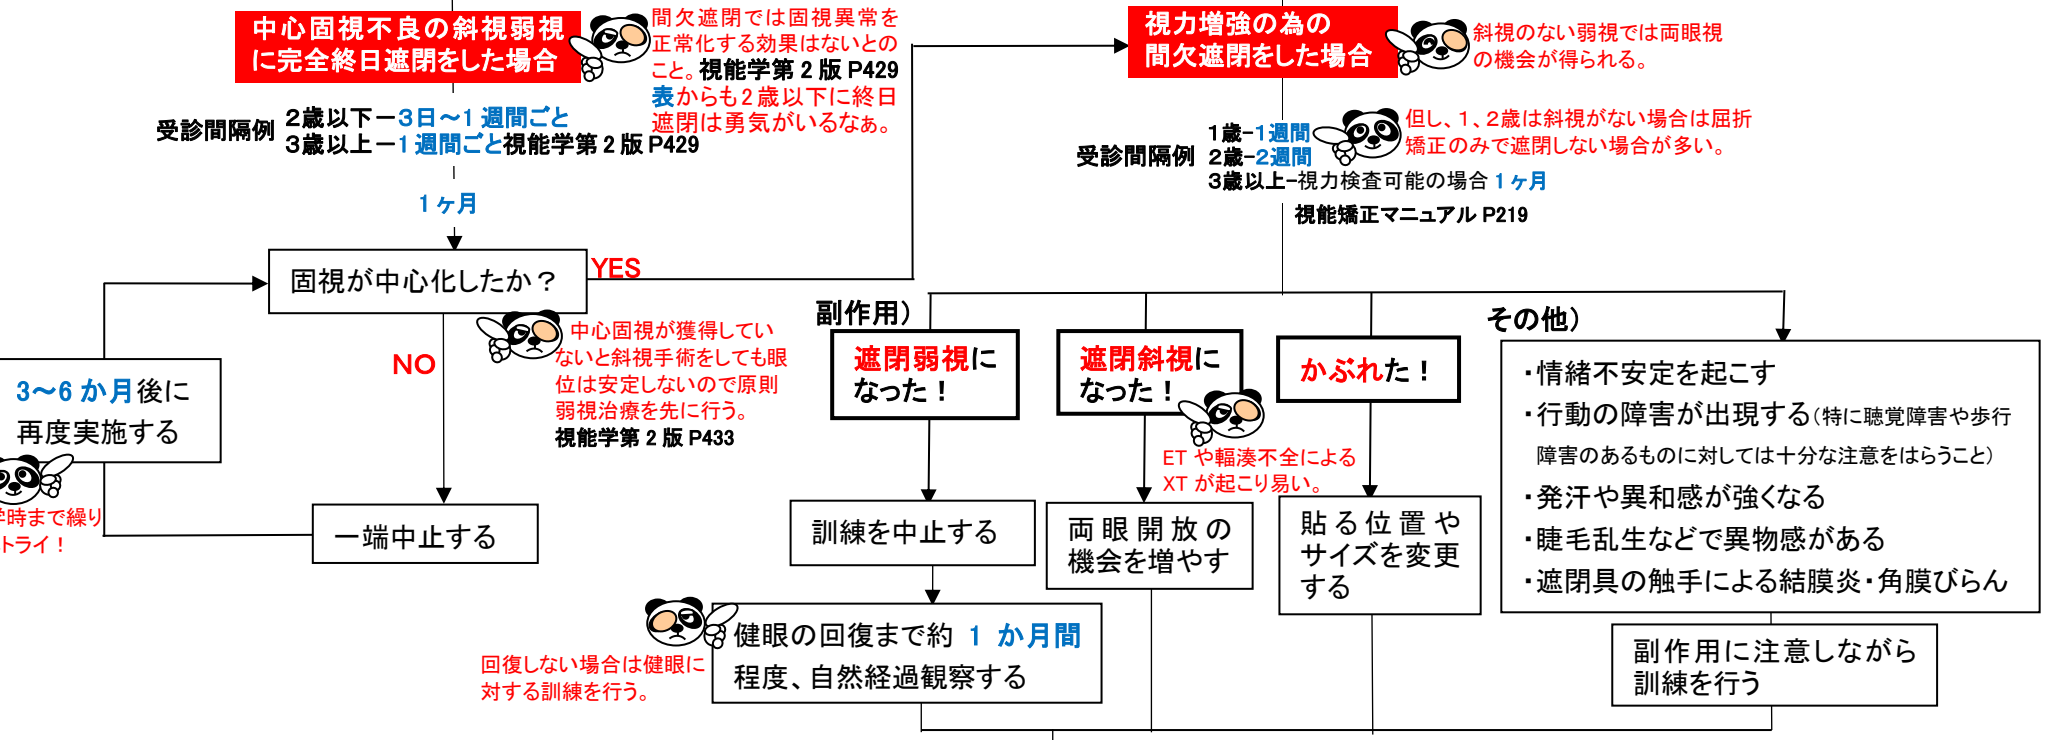 中心固視不良の斜視弱視
に完全終日遮閉をした場合
間欠遮閉では固視異常を
正常化する効果はないとの
こと。視能学第2版P429
表からも2歳以下に終日
遮閉は勇気がいるなぁ。
受診間隔例
2歳以下－3日～1週間ごと
3歳以上－1週間ごと視能学第2版P429
1ヶ月
固視が中心化したか？
YES
NO
中心固視が獲得してい
ないと斜視手術をしても眼
位は安定しないので原則
弱視治療を先に行う。
視能学第2版P433
3～6か月後に
再度実施する
学時まで繰り
トライ！
一端中止する
視力増強の為の
間欠遮閉をした場合
斜視のない弱視では両眼視
の機会が得られる。
但し、1、2歳は斜視がない場合は屈折
矯正のみで遮閉しない場合が多い。
受診間隔例
1歳-1週間
2歳-2週間
3歳以上-視力検査可能の場合1ヶ月
視能矯正マニュアルP219
副作用）
遮閉弱視に
なった！
訓練を中止する
健眼の回復まで約 1 か月間
程度、自然経過観察する
回復しない場合は健眼に
対する訓練を行う。
遮閉斜視に
なった！
ETや輻湊不全による
XTが起こり易い。
両眼開放の
機会を増やす
かぶれた！
貼る位置や
サイズを変更
する
その他）
・情緒不安定を起こす
・行動の障害が出現する（特に聴覚障害や歩行
障害のあるものに対しては十分な注意をはらうこと）
・発汗や異和感が強くなる
・睫毛乱生などで異物感がある
・遮閉具の触手による結膜炎・角膜びらん
副作用に注意しながら
訓練を行う